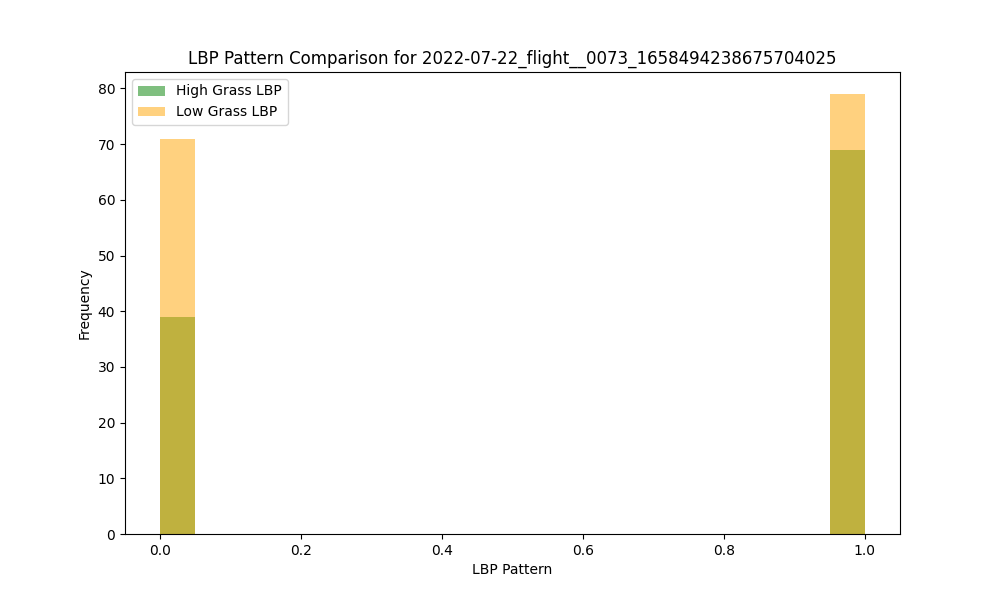 LBP Pattern Comparison for 2022-07-22_flight__0073_1658494238675704025
High Grass LBP
Low Grass LBP
Frequency
80
70
60
50
40
30
20
10
0
0.0 0.2 0.4 0.6 0.8 1.0
LBP Pattern